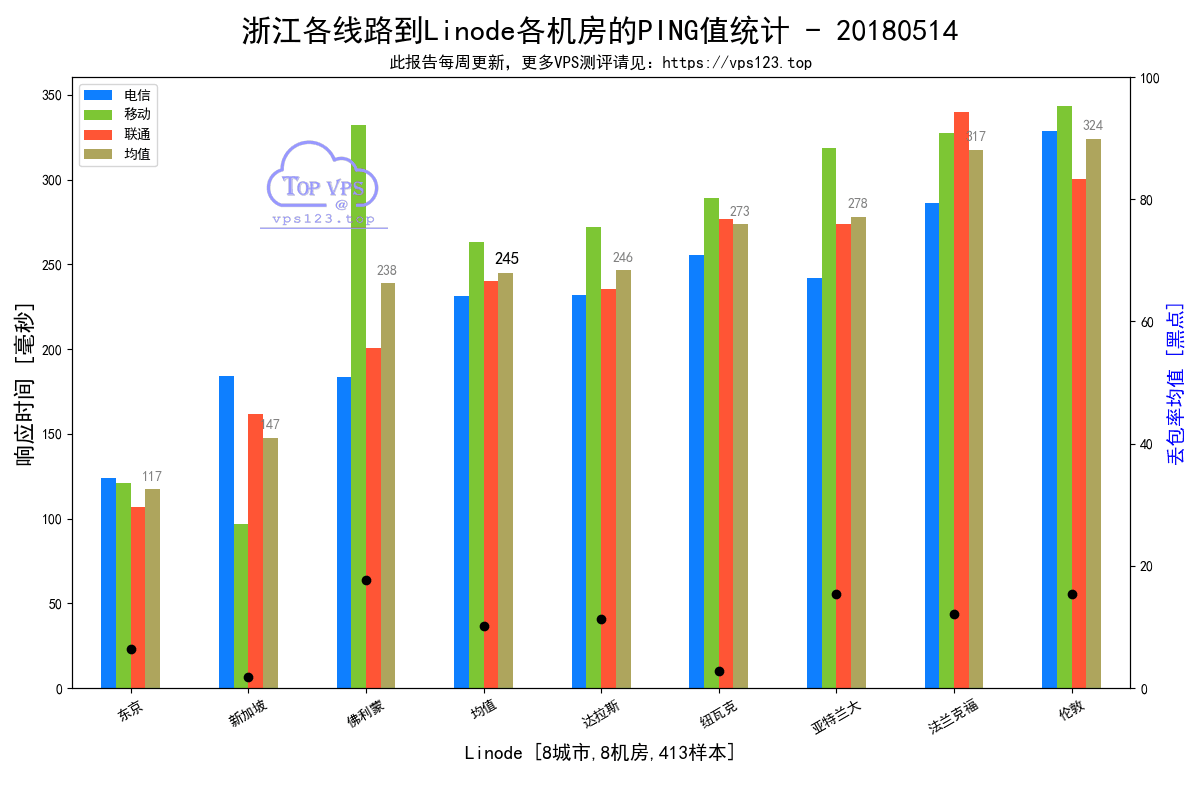 浙江各线路到Linode各机房的PING值统计 - 20180514
此报告每周更新，更多VPS测评请见：https://vps123.top
电信
移动
联通
均值
TOP VPS
@
vps123.top
响应时间 [毫秒]
350
300
250
200
150
100
50
0
117
147
238
245
246
273
278
317
324
100
80
60
40
20
0
丢包率均值 [黑点]
东京
新加坡
佛利蒙
均值
达拉斯
纽瓦克
亚特兰大
法兰克福
伦敦
Linode [8城市,8机房,413样本]